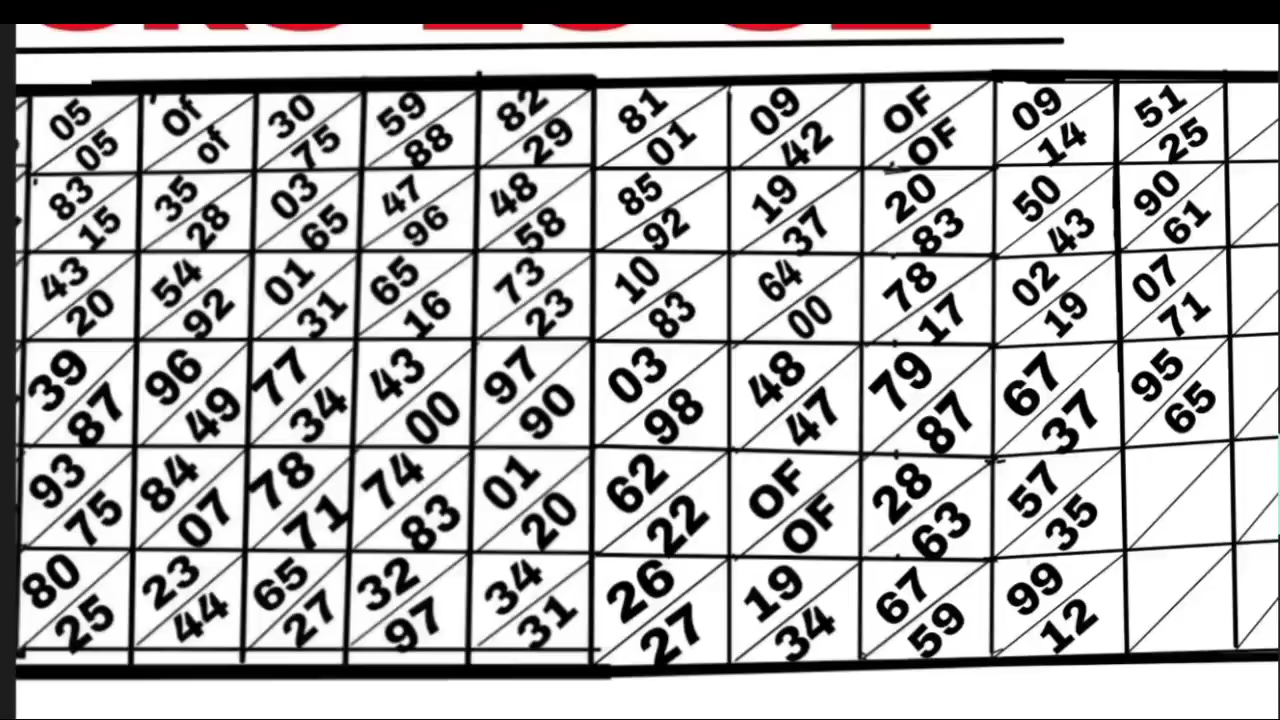 05 05 Of of 30 75 59 88 82 29 81 01 09 42 OF OF 09 14 51 25
83 15 35 28 03 65 47 96 48 58 85 92 19 37 20 83 50 43 90 61
43 20 54 92 01 31 65 16 73 23 10 83 64 00 78 17 02 19 07 71
39 87 96 49 77 34 43 00 97 90 03 98 48 47 79 87 67 37 95 65
93 75 84 07 78 71 74 83 01 20 62 22 OF OF 28 63 57 35
80 25 23 44 65 27 32 97 34 31 26 27 19 34 67 59 99 12